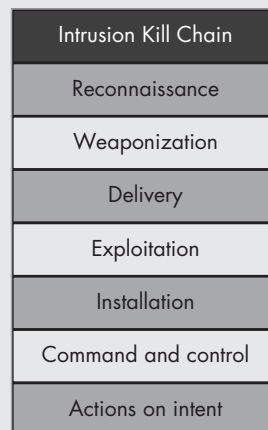 Intrusion Kill Chain
Reconnaissance
Weaponization
Delivery
Exploitation
Installation
Command and control
Actions on intent